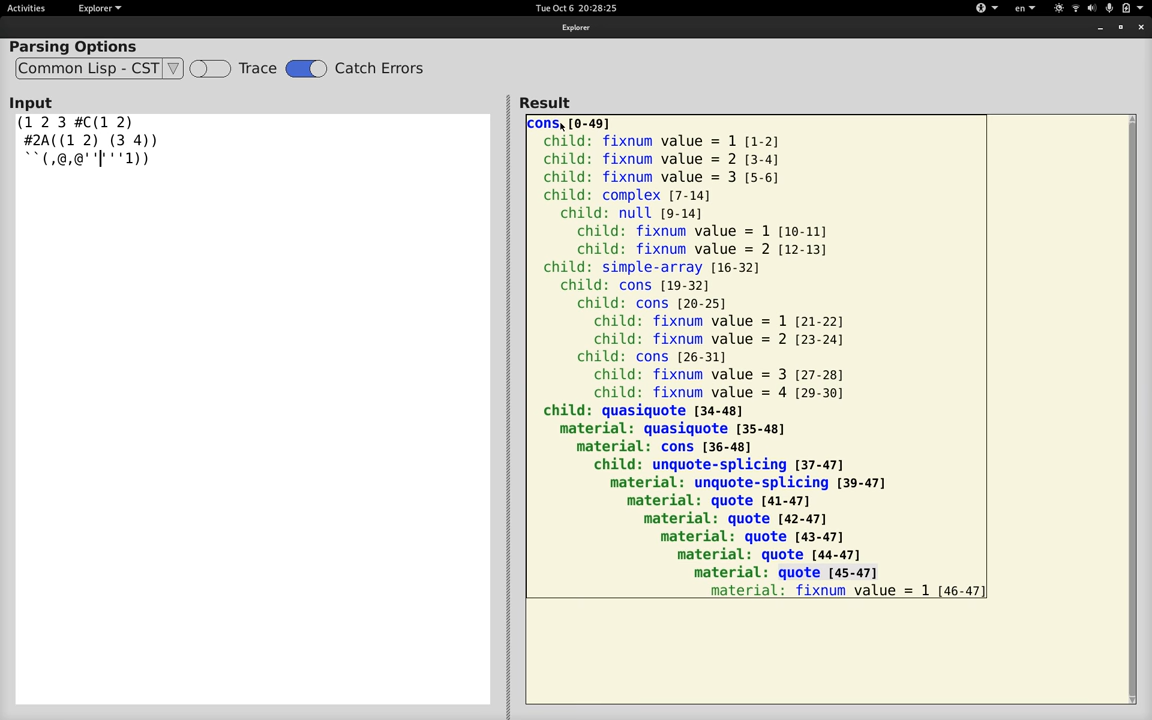 Activities Explorer Tue Oct 6 20:28:25 en
Explorer
Parsing Options
Common Lisp - CST Trace Catch Errors
Input
(1 2 3 #C(1 2)
#2A((1 2) (3 4))
``(,@,@'''''1))
Result
cons [0-49]
child: fixnum value = 1 [1-2]
child: fixnum value = 2 [3-4]
child: fixnum value = 3 [5-6]
child: complex [7-14]
child: null [9-14]
child: fixnum value = 1 [10-11]
child: fixnum value = 2 [12-13]
child: simple-array [16-32]
child: cons [19-32]
child: cons [20-25]
child: fixnum value = 1 [21-22]
child: fixnum value = 2 [23-24]
child: cons [26-31]
child: fixnum value = 3 [27-28]
child: fixnum value = 4 [29-30]
child: quasiquote [34-48]
material: quasiquote [35-48]
material: cons [36-48]
child: unquote-splicing [37-47]
material: unquote-splicing [39-47]
material: quote [41-47]
material: quote [42-47]
material: quote [43-47]
material: quote [44-47]
material: quote [45-47]
material: fixnum value = 1 [46-47]